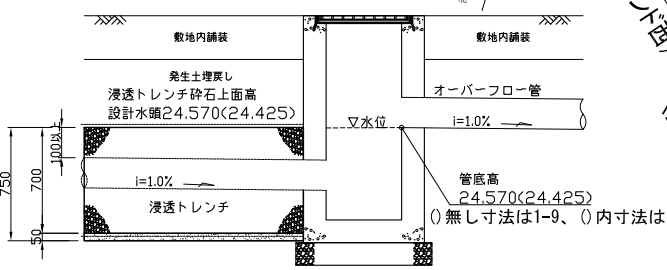 敷地内舗装
敷地内舗装
発生土埋戻し
浸透トレンチ砕石上面高
設計水頭24.570(24.425)
オーバーフロー管
▽水位
i=1.0%
100以上
750
700
50
i=1.0%
浸透トレンチ
管底高
24.570(24.425)
()無し寸法は1-9、()内寸法は